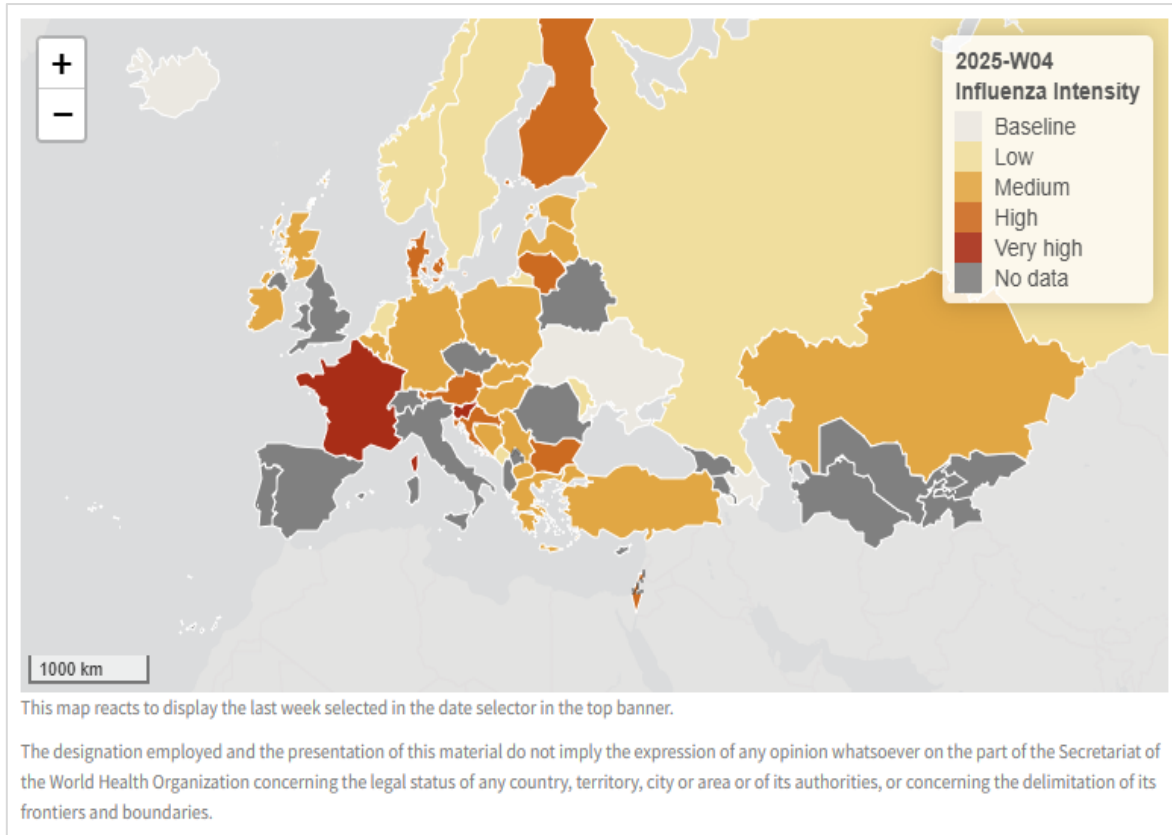 +
−
2025-W04
Influenza Intensity
Baseline
Low
Medium
High
Very high
No data
1000 km
This map reacts to display the last week selected in the date selector in the top banner.
The designation employed and the presentation of this material do not imply the expression of any opinion whatsoever on the part of the Secretariat of
the World Health Organization concerning the legal status of any country, territory, city or area or of its authorities, or concerning the delimitation of its
frontiers and boundaries.